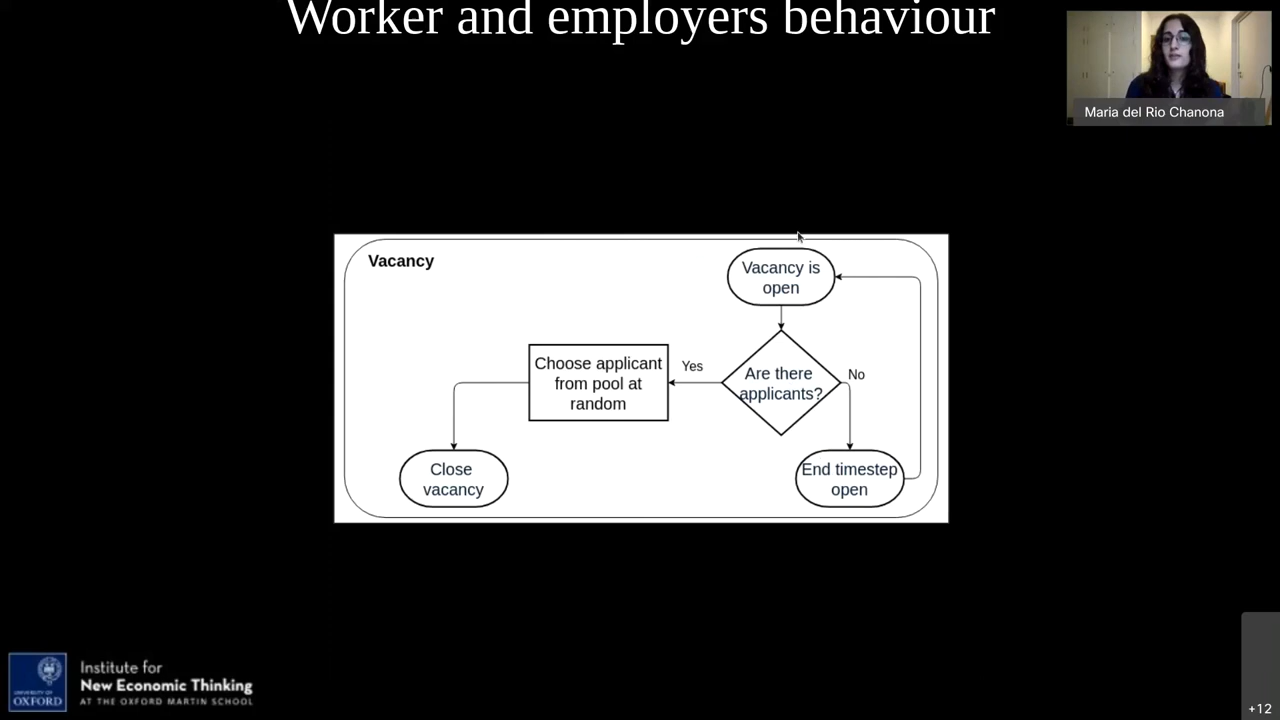 Worker and employers behaviour
Maria del Rio Chanona
Vacancy
Vacancy is
open
Choose applicant
from pool at
random
Yes
Are there
applicants?
No
Close
vacancy
End timestep
open
UNIVERSITY OF
OXFORD
Institute for
New Economic Thinking
AT THE OXFORD MARTIN SCHOOL
+12